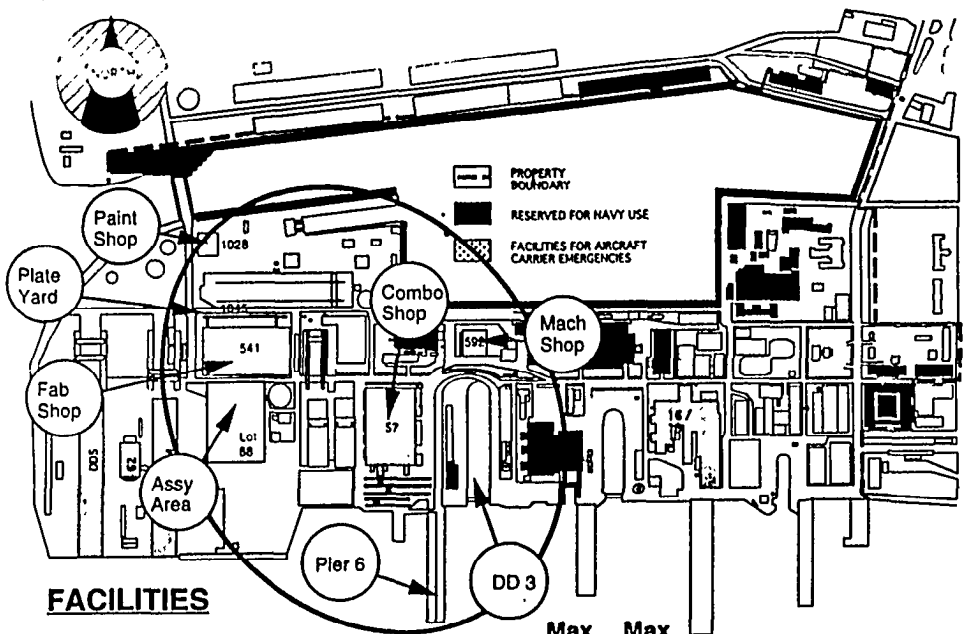 NORTH
PROPERTY
BOUNDARY
RESERVED FOR NAVY USE
FACILITIES FOR AIRCRAFT
CARRIER EMERGENCIES
Paint
Shop
1028
Plate
Yard
Combo
Shop
Mach
Shop
592
541
Fab
Shop
57
Lot
88
Assy
Area
Pier 6
DD 3
FACILITIES
Max Max